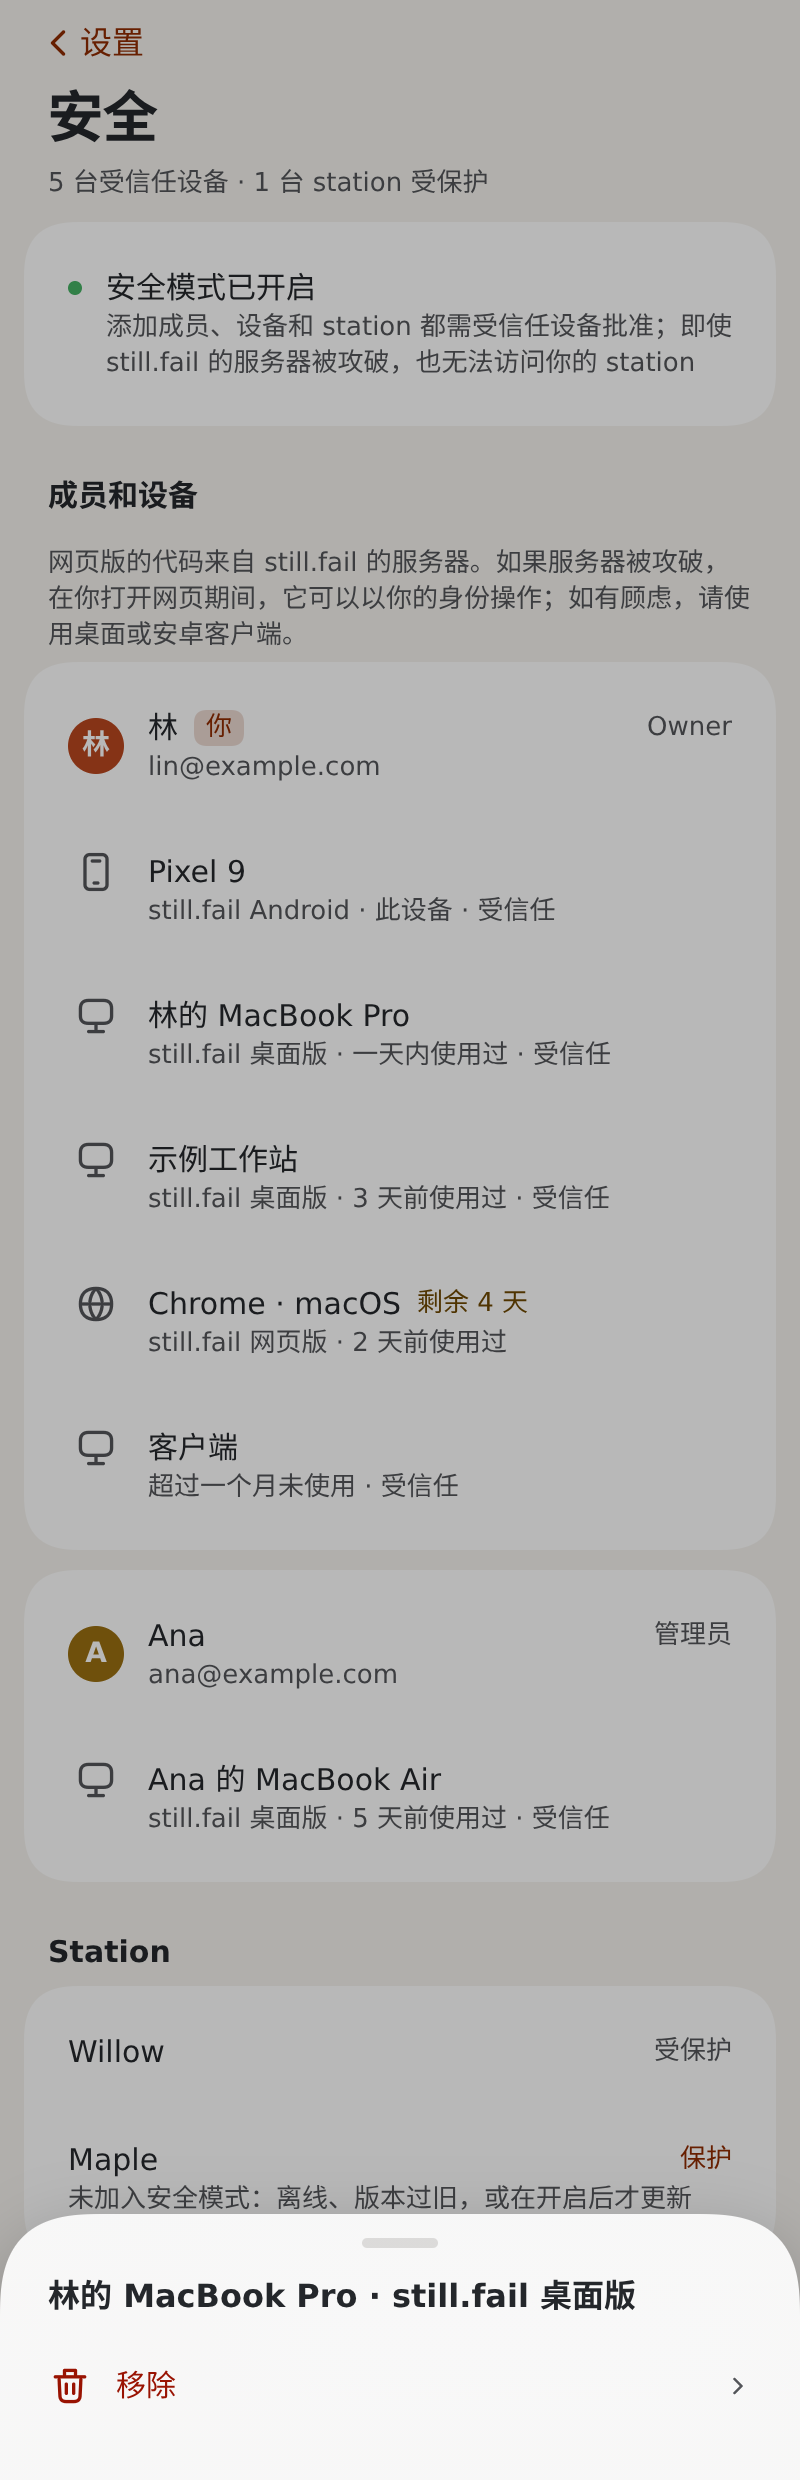 设置
安全
5 台受信任设备 · 1 台 station 受保护
安全模式已开启
添加成员、设备和 station 都需受信任设备批准；即使
still.fail 的服务器被攻破，也无法访问你的 station
成员和设备
网页版的代码来自 still.fail 的服务器。如果服务器被攻破，
在你打开网页期间，它可以以你的身份操作；如有顾虑，请使
用桌面或安卓客户端。
林
林 你 Owner
lin@example.com
Pixel 9
still.fail Android · 此设备 · 受信任
林的 MacBook Pro
still.fail 桌面版 · 一天内使用过 · 受信任
示例工作站
still.fail 桌面版 · 3 天前使用过 · 受信任
Chrome · macOS 剩余 4 天
still.fail 网页版 · 2 天前使用过
客户端
超过一个月未使用 · 受信任
A
Ana 管理员
ana@example.com
Ana 的 MacBook Air
still.fail 桌面版 · 5 天前使用过 · 受信任
Station
Willow 受保护
Maple 保护
未加入安全模式：离线、版本过旧，或在开启后才更新
林的 MacBook Pro · still.fail 桌面版
移除